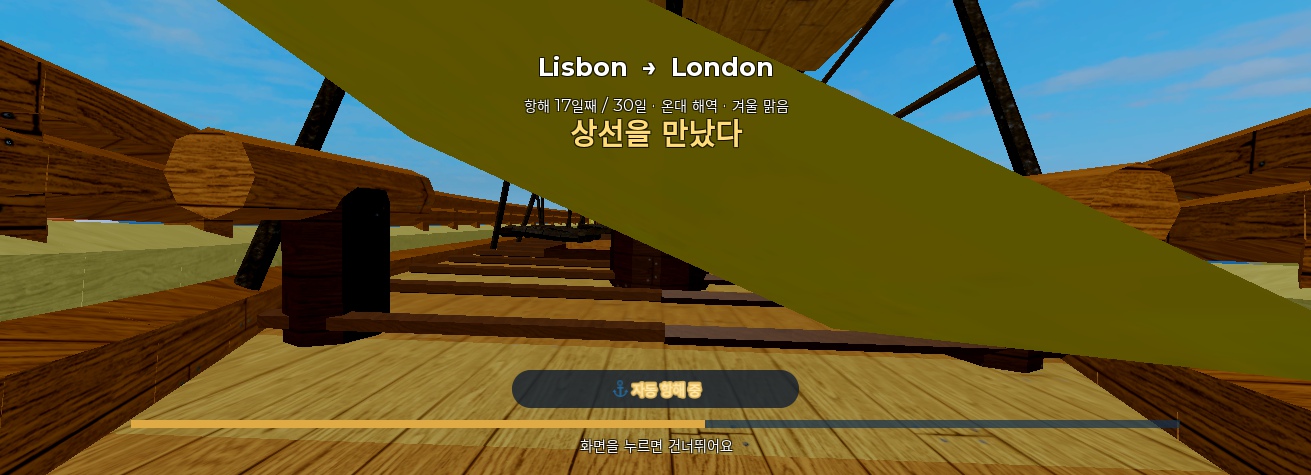 Lisbon → London
항해 17일째 / 30일 · 온대 해역 · 겨울 맑음
상선을 만났다
⚓ 자동 항해 중
화면을 누르면 건너뛰어요